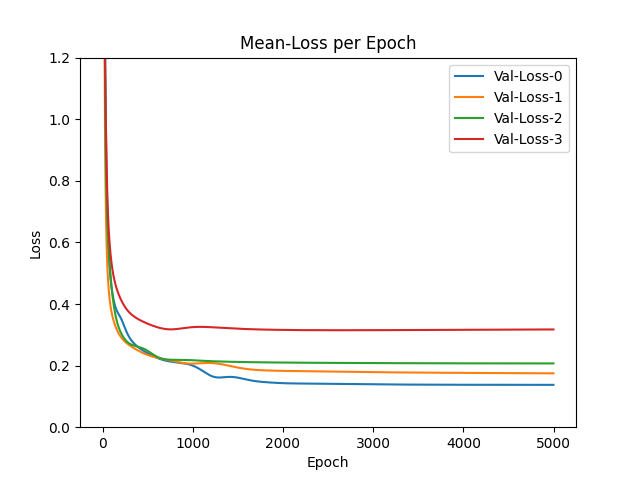 Mean-Loss per Epoch
1.2
1.0
0.8
0.6
0.4
0.2
0.0
Loss
Val-Loss-0
Val-Loss-1
Val-Loss-2
Val-Loss-3
0 1000 2000 3000 4000 5000
Epoch